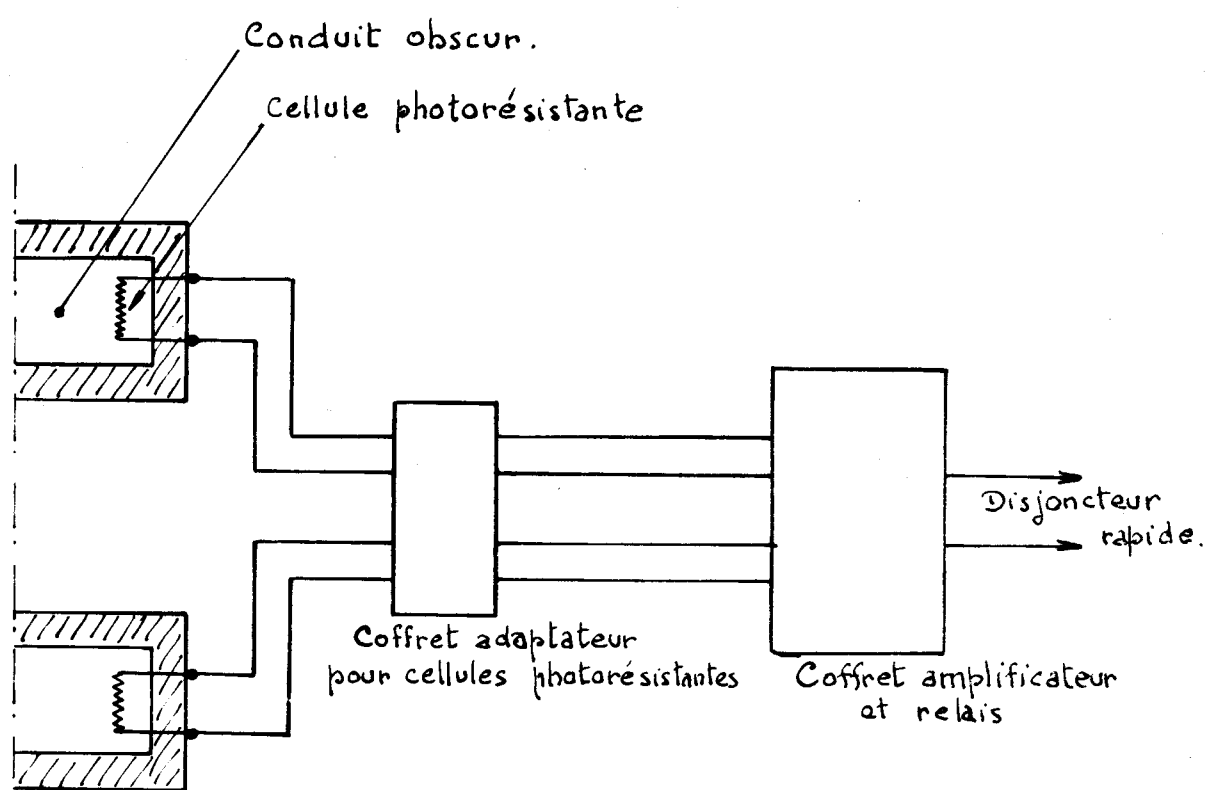 Conduit obscur.
Cellule photorésistante
Disjoncteur
rapide.
Coffret adaptateur
pour cellules photorésistantes
Coffret amplificateur
et relais